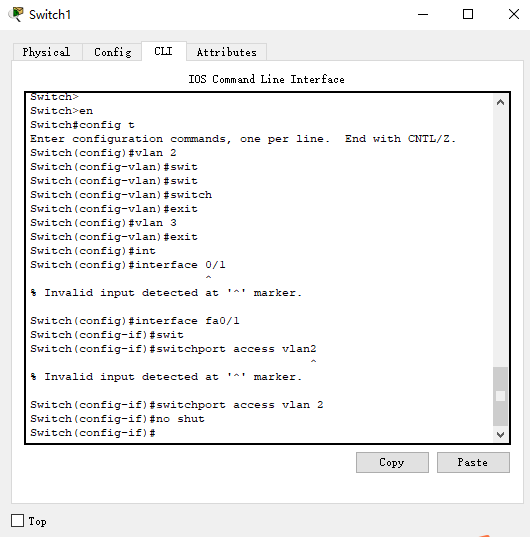 Switch1
Physical Config CLI Attributes
IOS Command Line Interface
Switch>
Switch>en
Switch#config t
Enter configuration commands, one per line.  End with CNTL/Z.
Switch(config)#vlan 2
Switch(config-vlan)#swit
Switch(config-vlan)#swit
Switch(config-vlan)#switch
Switch(config-vlan)#exit
Switch(config)#vlan 3
Switch(config-vlan)#exit
Switch(config)#int
Switch(config)#interface 0/1
^
% Invalid input detected at '^' marker.
Switch(config)#interface fa0/1
Switch(config-if)#swit
Switch(config-if)#switchport access vlan2
^
% Invalid input detected at '^' marker.
Switch(config-if)#switchport access vlan 2
Switch(config-if)#no shut
Switch(config-if)#
Copy Paste
Top